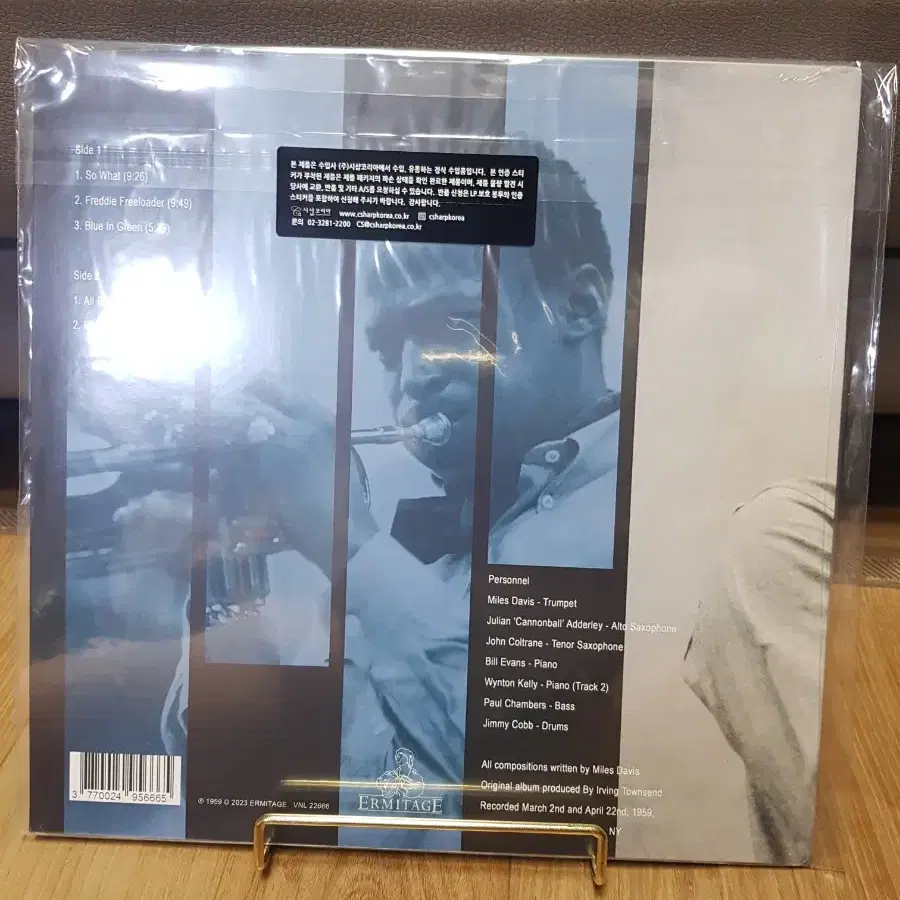 Side 1
1. So What (9:26)
2. Freddie Freeloader (9:49)
3. Blue In Green (5:29)
Side 2
1. All
2.
본 제품은 수입사 (주)시샵코리아에서 수입, 유통하는 정식 수입품입니다. 본 인증 스티
커가 부착된 제품은 제품 패키지의 파손 상태를 확인 완료한 제품이며, 제품 불량 발견 시
당사에 교환, 반품 및 기타 A/S를 요청하실 수 있습니다. 반품 신청은 LP 보호 봉투와 인증
스티커를 포함하여 신청해 주시기 바랍니다. 감사합니다.
시샵코리아 www.csharpkorea.co.kr csharpkorea
문의 02-3281-2200 CS@csharpkorea.co.kr
Personnel
Miles Davis - Trumpet
Julian 'Cannonball' Adderley - Alto Saxophone
John Coltrane - Tenor Saxophone
Bill Evans - Piano
Wynton Kelly - Piano (Track 2)
Paul Chambers - Bass
Jimmy Cobb - Drums
All compositions written by Miles Davis
Original album produced By Irving Townsend
Recorded March 2nd and April 22nd, 1959,
NY
3 770024 956665
℗ 1959 © 2023 ERMITAGE. VNL 22666
ERMITAGE